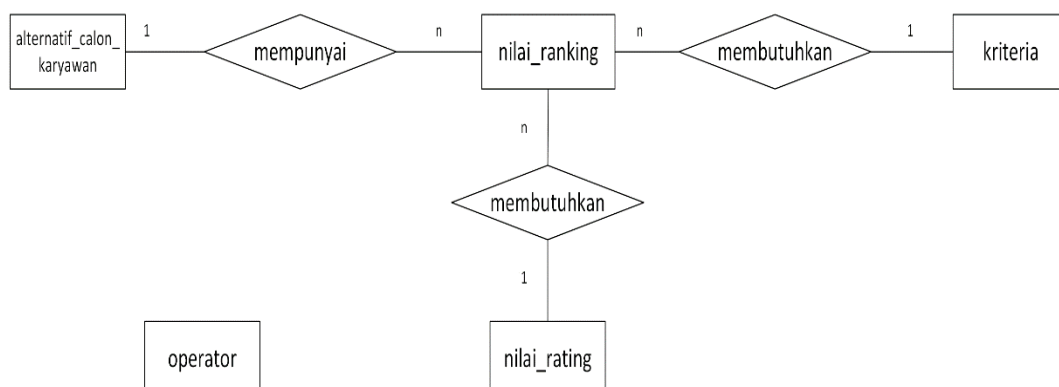 alternatif_calon_
karyawan
1
mempunyai
n
nilai_ranking
n
membutuhkan
1
kriteria
n
membutuhkan
1
operator
nilai_rating